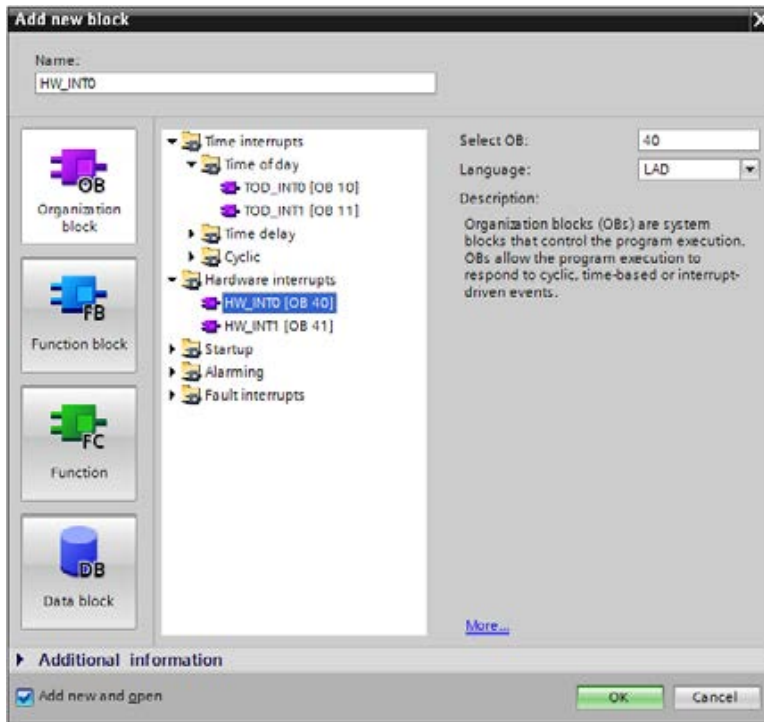 Add new block
Name:
HW_INT0
OB
Organization
block
FB
Function block
FC
Function
DB
Data block
Time interrupts
Time of day
TOD_INT0 [OB 10]
TOD_INT1 [OB 11]
Time delay
Cyclic
Hardware interrupts
HW_INT0 [OB 40]
HW_INT1 [OB 41]
Startup
Alarming
Fault interrupts
Select OB: 40
Language: LAD
Description:
Organization blocks (OBs) are system
blocks that control the program execution.
OBs allow the program execution to
respond to cyclic, time-based or interrupt-
driven events.
More...
Additional information
Add new and open
OK Cancel